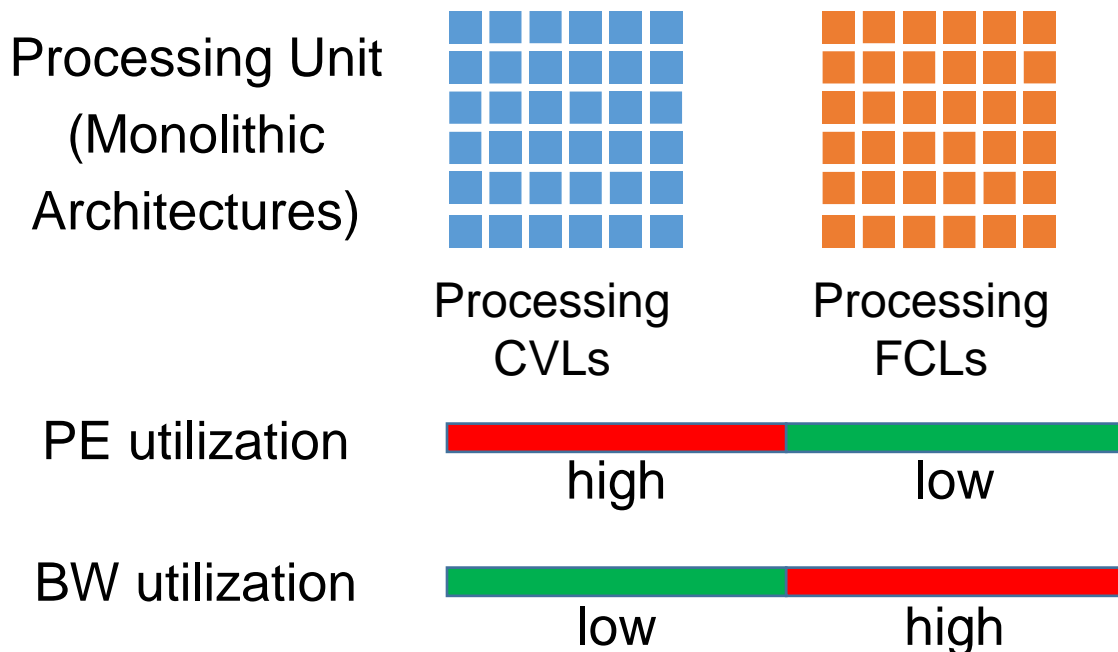 Processing Unit
(Monolithic
Architectures)
Processing
CVLs
Processing
FCLs
PE utilization
high
low
BW utilization
low
high